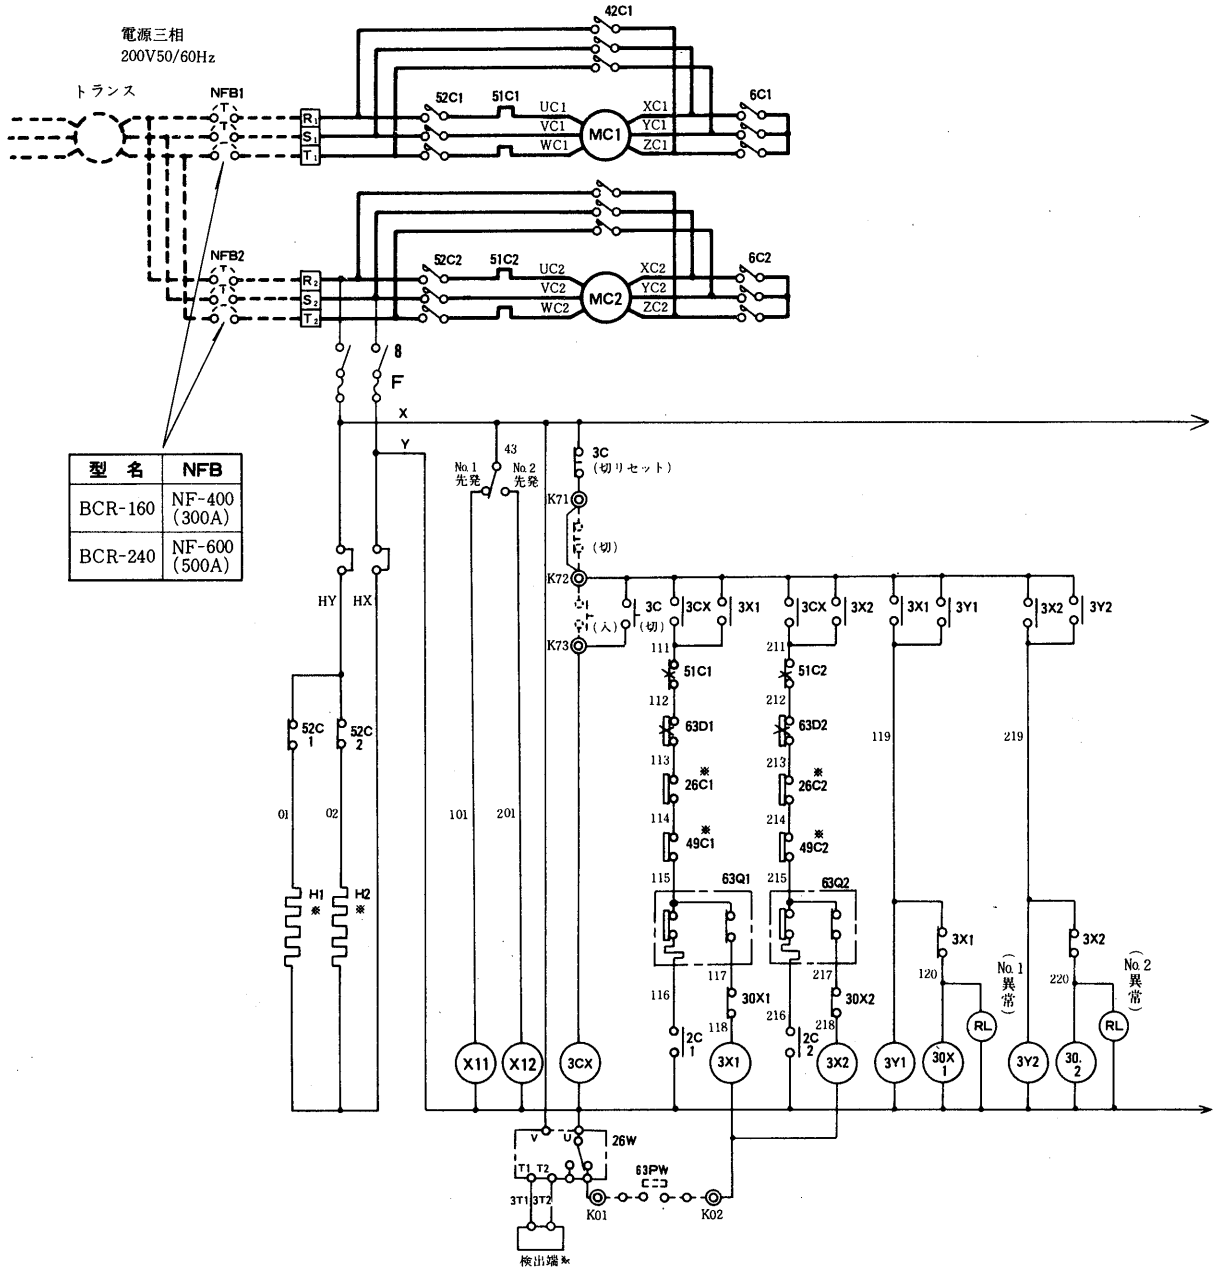 電源三相
200V50/60Hz
トランス
NFB1
R₁
S₁
T₁
42C1
52C1
51C1
UC1
VC1
WC1
MC1
XC1
YC1
ZC1
6C1
NFB2
R₂
S₂
T₂
52C2
51C2
UC2
VC2
WC2
MC2
XC2
YC2
ZC2
6C2
8
F
X
Y
型 名 NFB
BCR-160 NF-400 (300A)
BCR-240 NF-600 (500A)
43
No.1 先発
No.2 先発
3C
(切リセット)
K71
(切)
K72
(入)
3C
(切)
K73
HY
HX
3CX
3X1
3CX
3X2
3X1
3Y1
3X2
3Y2
111
211
51C1
51C2
112
212
63D1
63D2
113
213
※
26C1
※
26C2
114
214
※
49C1
※
49C2
115
215
63Q1
63Q2
52C 1
52C 2
01
02
101
201
119
219
H1 ※
H2 ※
116
117
216
217
30X1
30X2
118
218
2C 1
2C 2
3X1
120
3X2
220
(No.1異常)
(No.2異常)
RL
RL
X11
X12
3CX
3X1
3X2
3Y1
30X 1
3Y2
30. 2
V
U
26W
T1
T2
3T1
3T2
63PW
K01
K02
検出端※